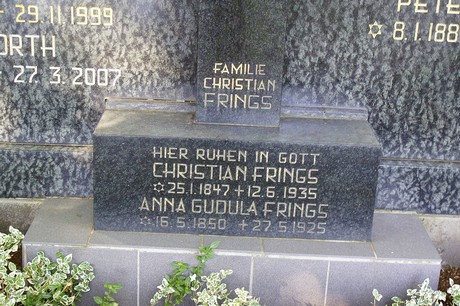 29.11.1999
ORTH
27.3.2007
FAMILIE
CHRISTIAN
FRINGS
PETE
✡ 8.1.188
HIER RUHEN IN GOTT
CHRISTIAN FRINGS
✡ 25.1.1847 + 12.6.1935
ANNA GUDULA FRINGS
✡ 16.5.1850 + 27.5.1925